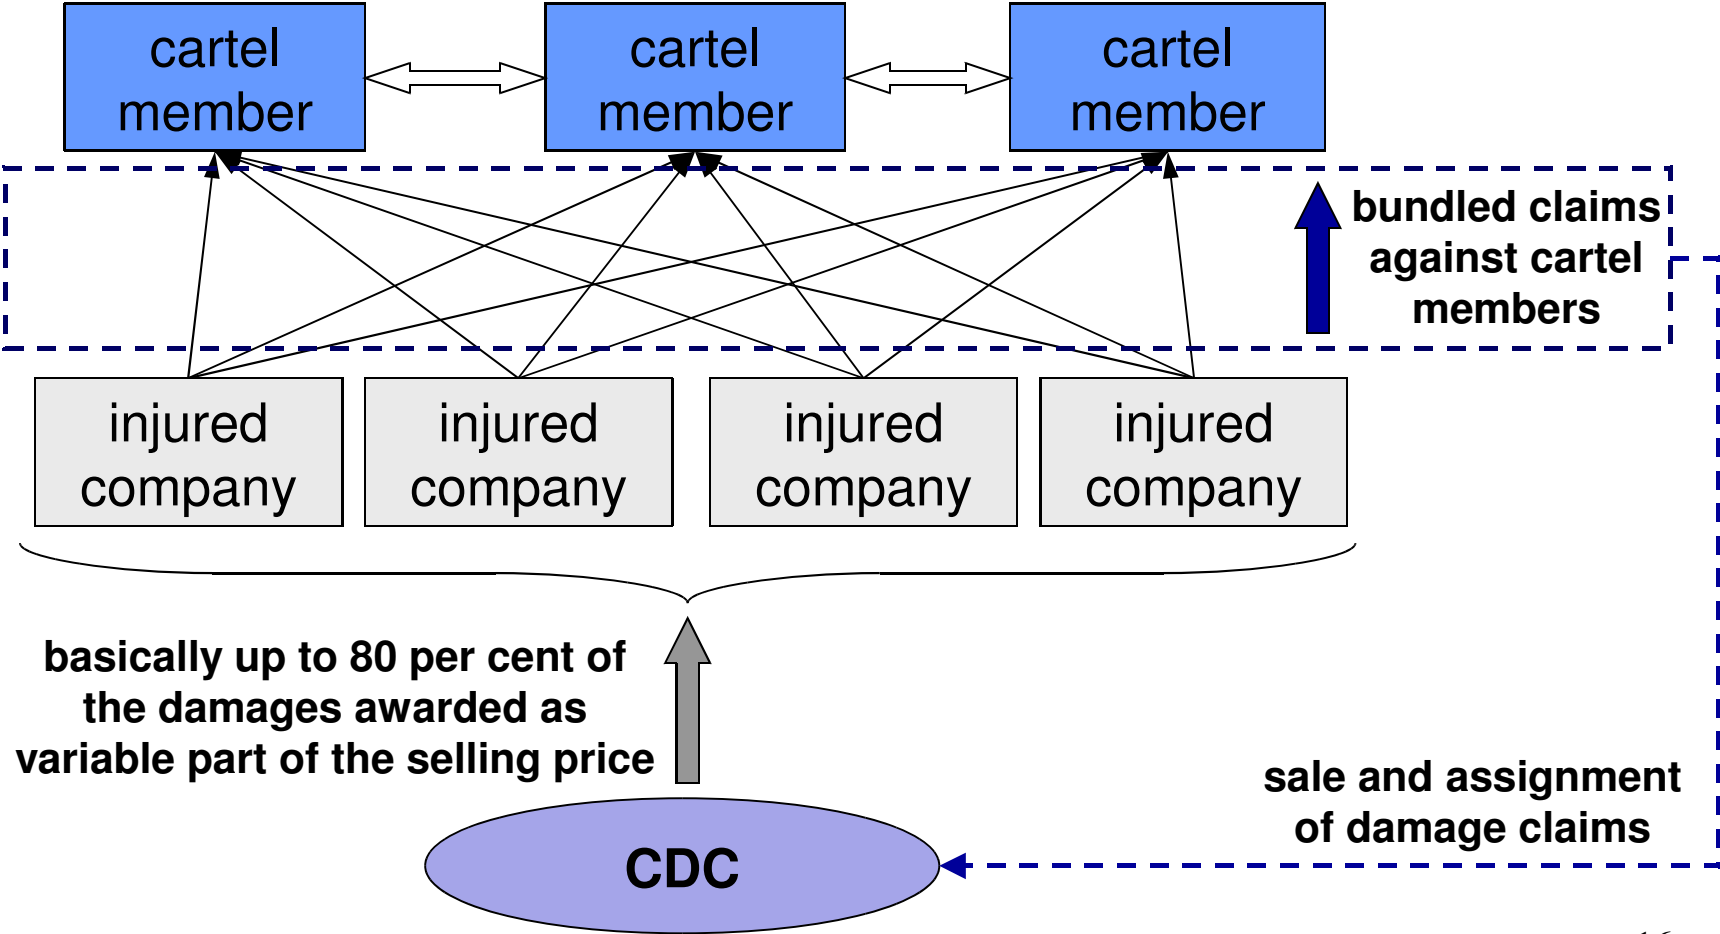 cartel
member
cartel
member
cartel
member
bundled claims
against cartel
members
injured
company
injured
company
injured
company
injured
company
basically up to 80 per cent of
the damages awarded as
variable part of the selling price
sale and assignment
of damage claims
CDC